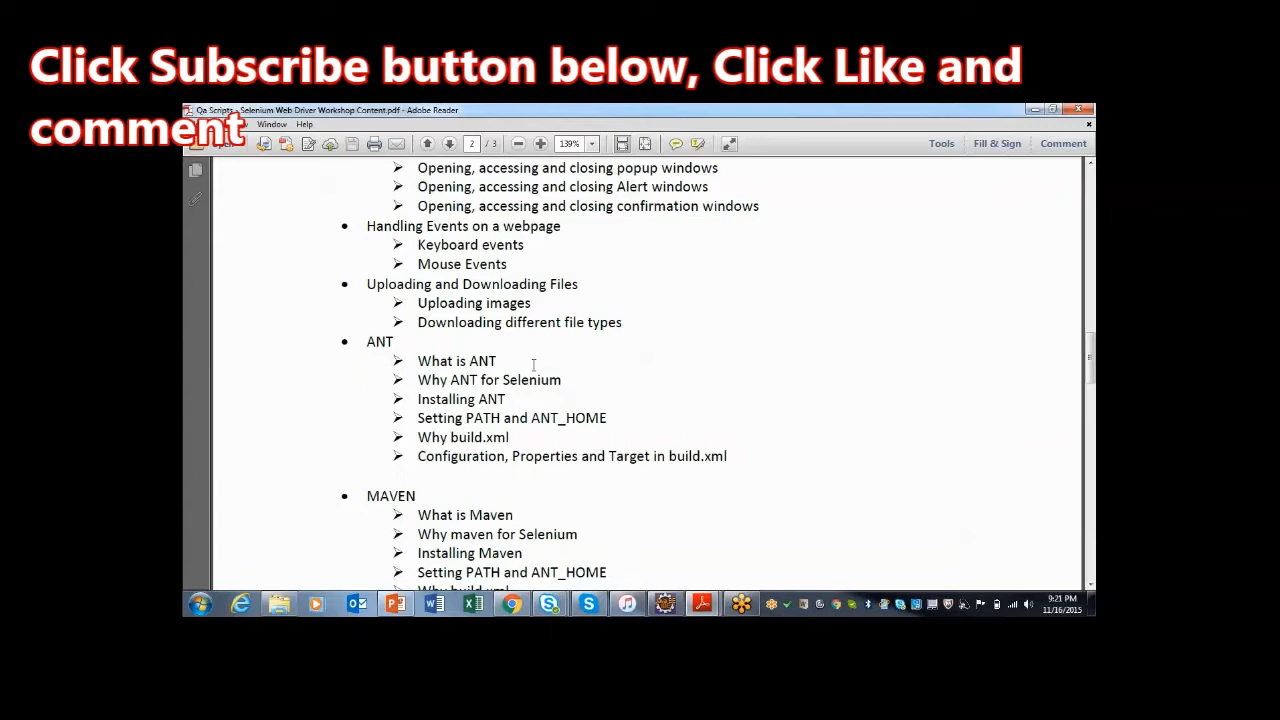 Click Subscribe button below, Click Like and
comment
Qa Scripts - Selenium Web Driver Workshop Content.pdf - Adobe Reader
Window Help
2 / 3 139% Tools Fill & Sign Comment
➢ Opening, accessing and closing popup windows
➢ Opening, accessing and closing Alert windows
➢ Opening, accessing and closing confirmation windows
• Handling Events on a webpage
➢ Keyboard events
➢ Mouse Events
• Uploading and Downloading Files
➢ Uploading images
➢ Downloading different file types
• ANT
➢ What is ANT
➢ Why ANT for Selenium
➢ Installing ANT
➢ Setting PATH and ANT_HOME
➢ Why build.xml
➢ Configuration, Properties and Target in build.xml
• MAVEN
➢ What is Maven
➢ Why maven for Selenium
➢ Installing Maven
➢ Setting PATH and ANT_HOME
➢ Why build.xml
9:21 PM
11/16/2015